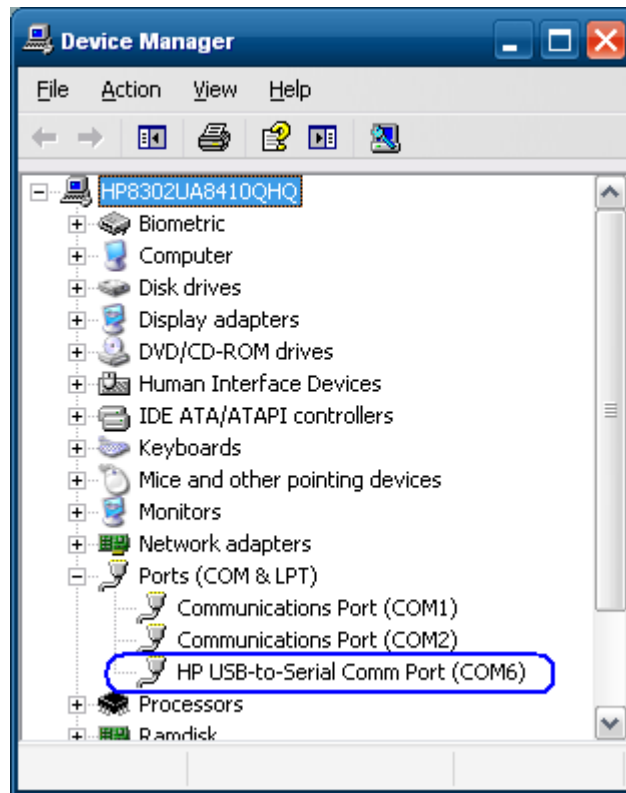 Device Manager
File Action View Help
HP8302UA8410QHQ
Biometric
Computer
Disk drives
Display adapters
DVD/CD-ROM drives
Human Interface Devices
IDE ATA/ATAPI controllers
Keyboards
Mice and other pointing devices
Monitors
Network adapters
Ports (COM & LPT)
Communications Port (COM1)
Communications Port (COM2)
HP USB-to-Serial Comm Port (COM6)
Processors
Ramdisk